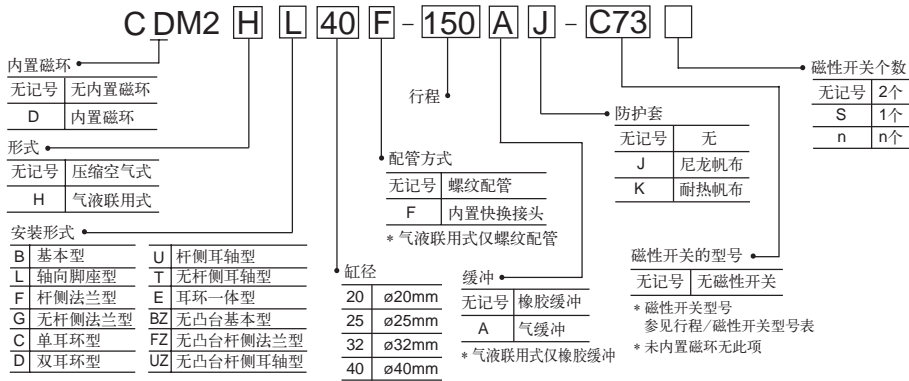 CDM2 H L 40 F - 150 A J - C73
内置磁环
无记号 无内置磁环
D 内置磁环
形式
无记号 压缩空气式
H 气液联用式
安装形式
B 基本型
L 轴向脚座型
F 杆侧法兰型
G 无杆侧法兰型
C 单耳环型
D 双耳环型
U 杆侧耳轴型
T 无杆侧耳轴型
E 耳环一体型
BZ 无凸台基本型
FZ 无凸台杆侧法兰型
UZ 无凸台杆侧耳轴型
缸径
20 ø20mm
25 ø25mm
32 ø32mm
40 ø40mm
配管方式
无记号 螺纹配管
F 内置快换接头
* 气液联用式仅螺纹配管
行程
缓冲
无记号 橡胶缓冲
A 气缓冲
* 气液联用式仅橡胶缓冲
防护套
无记号 无
J 尼龙帆布
K 耐热帆布
磁性开关的型号
无记号 无磁性开关
* 磁性开关型号
参见行程/磁性开关型号表
* 未内置磁环无此项
磁性开关个数
无记号 2个
S 1个
n n个